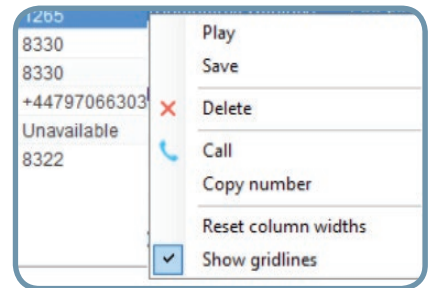 1265
8330
8330
+44797066303
Unavailable
8322
Play
Save
Delete
Call
Copy number
Reset column widths
Show gridlines